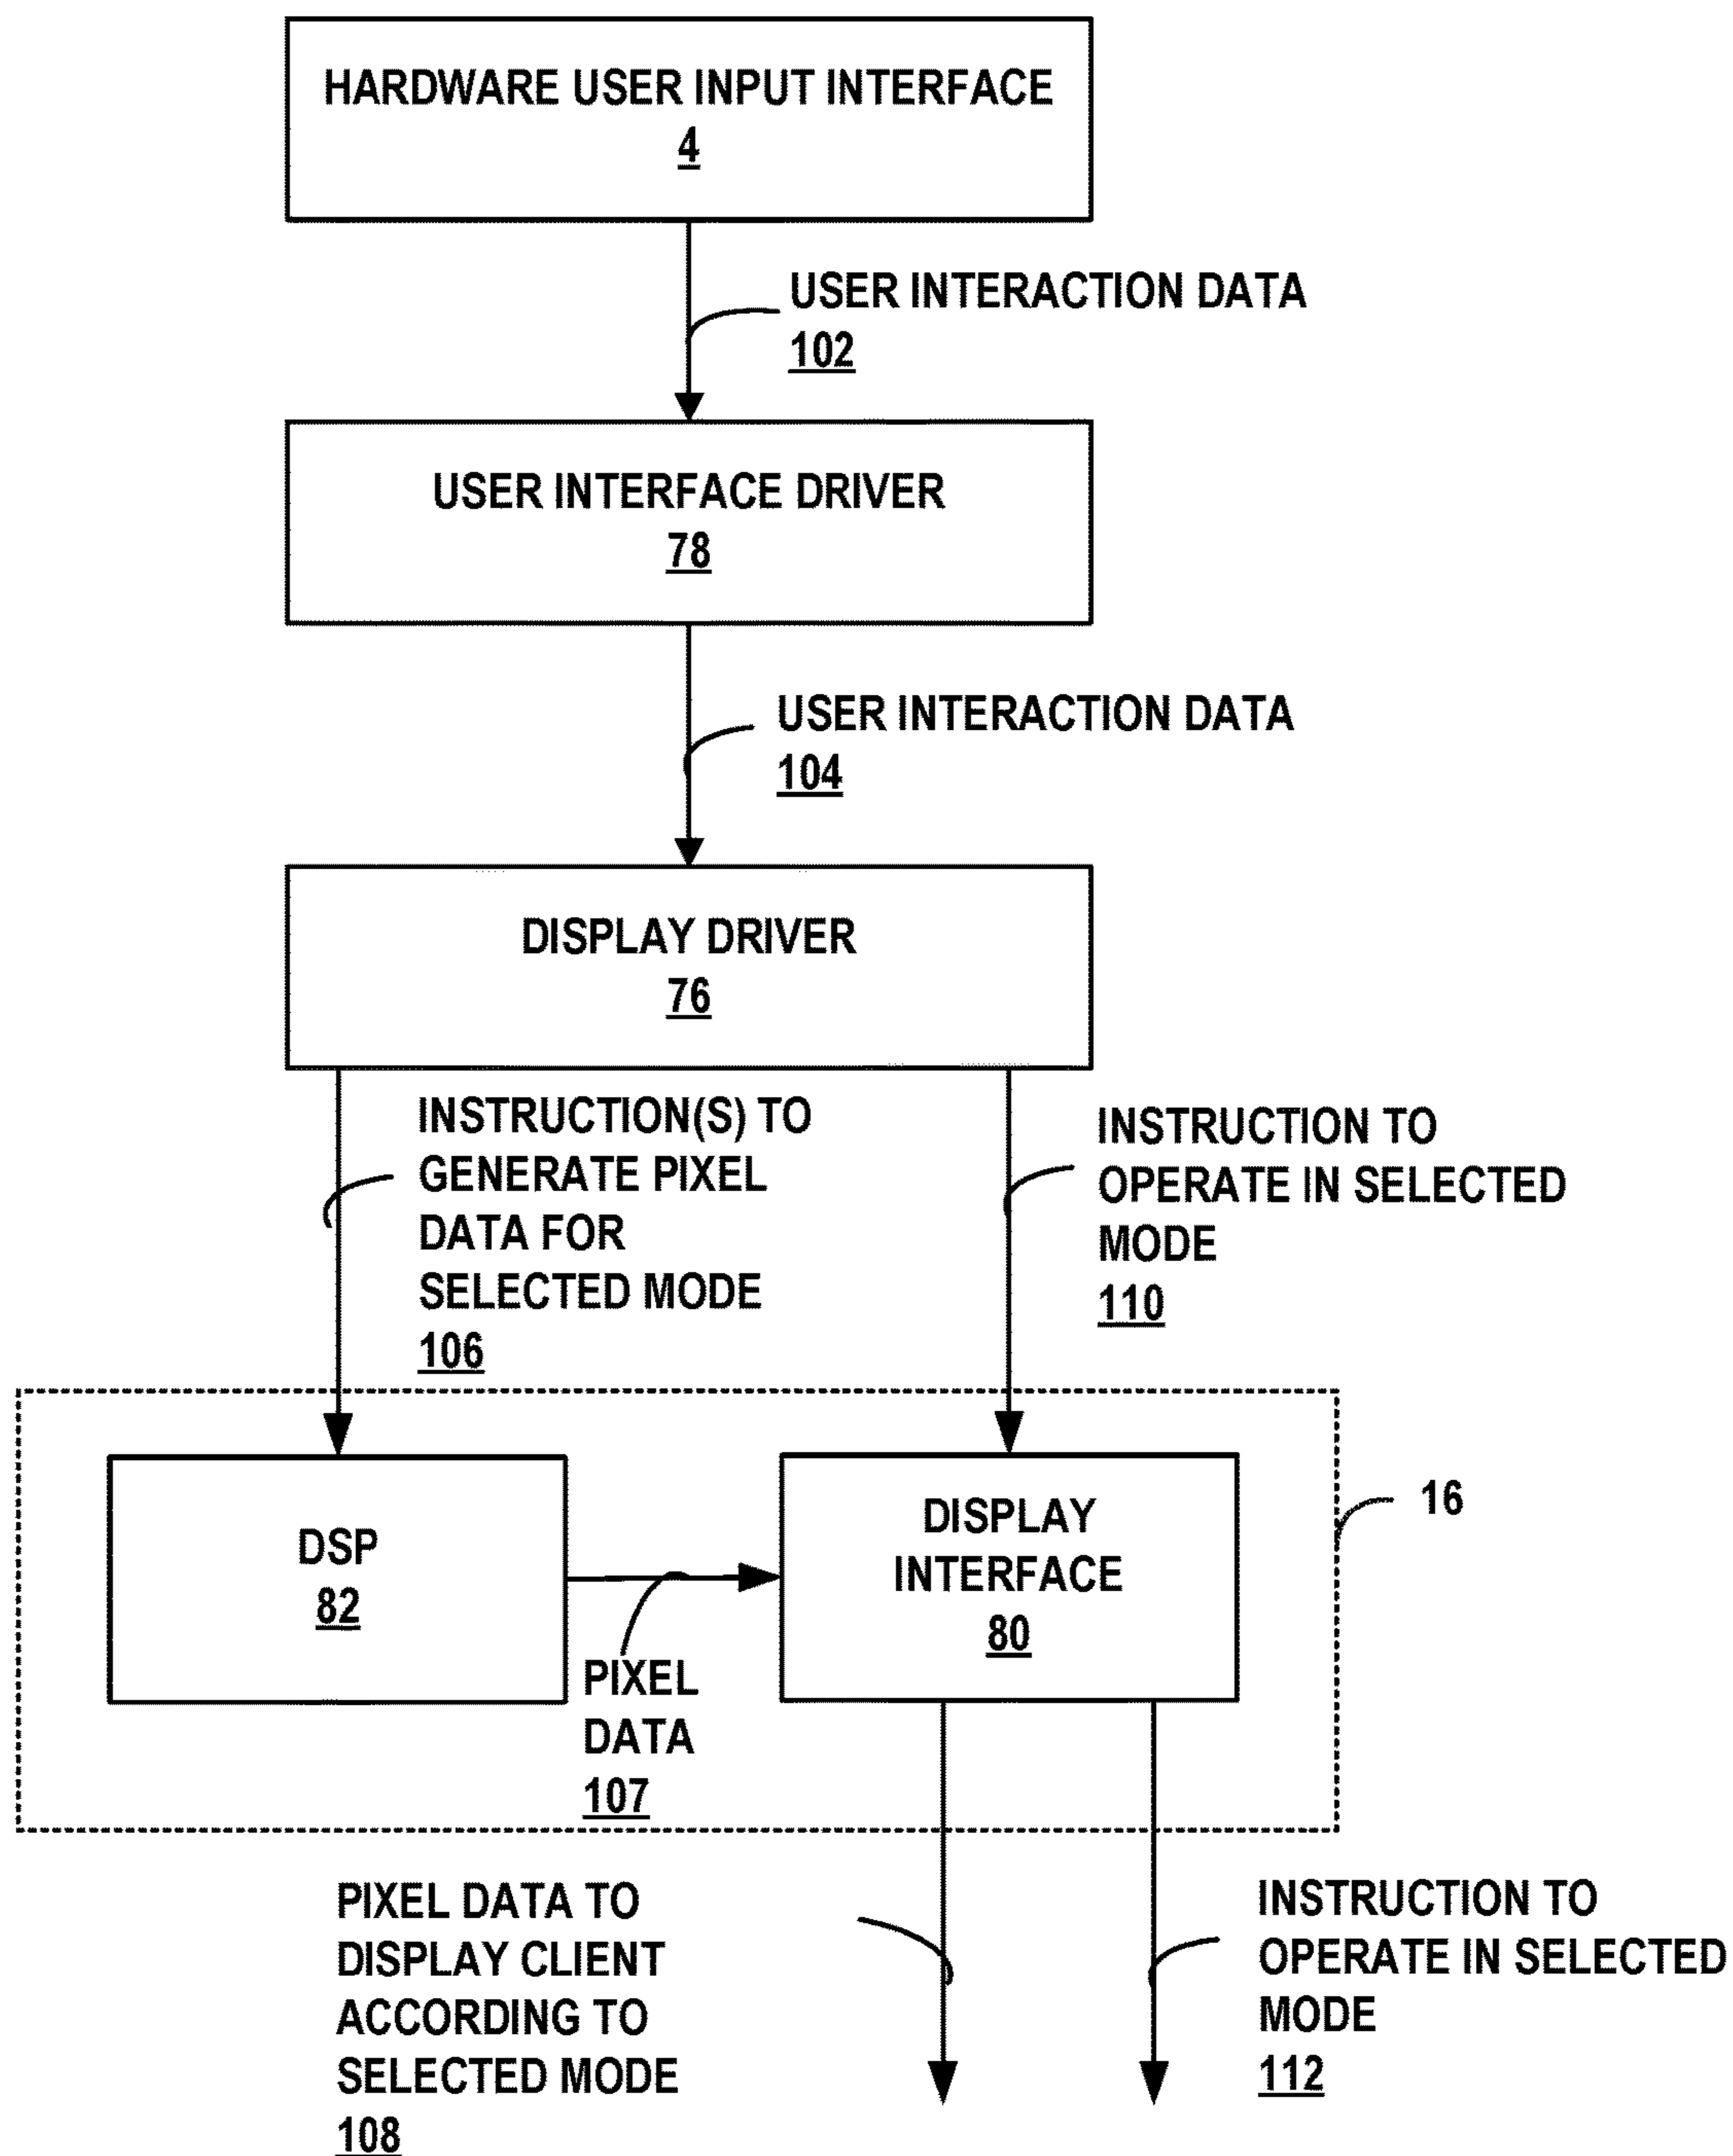 HARDWARE USER INPUT INTERFACE
4
USER INTERACTION DATA
102
USER INTERFACE DRIVER
78
USER INTERACTION DATA
104
DISPLAY DRIVER
76
INSTRUCTION(S) TO
GENERATE PIXEL
DATA FOR
SELECTED MODE
106
INSTRUCTION TO
OPERATE IN SELECTED
MODE
110
DSP
82
DISPLAY
INTERFACE
80
16
PIXEL
DATA
107
PIXEL DATA TO
DISPLAY CLIENT
ACCORDING TO
SELECTED MODE
108
INSTRUCTION TO
OPERATE IN SELECTED
MODE
112